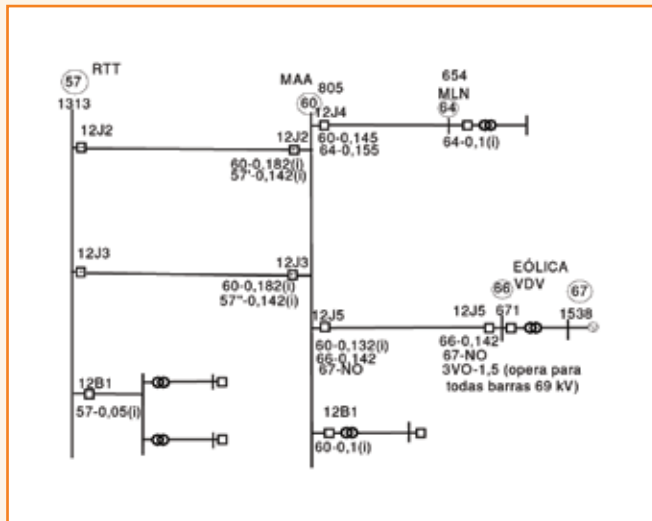 RTT
57
1313
12J2
12J3
12B1
57-0,05(i)
MAA
805
60
12J2
60-0,182(i)
57"-0,142(i)
12J3
60-0,182(i)
57"-0,142(i)
12J4
60-0,145
64-0,155
654
MLN
64
64-0,1(i)
12J5
60-0,132(i)
66-0,142
67-NO
12B1
60-0,1(i)
EÓLICA
VDV
66
67
12J5
671
1538
66-0,142
67-NO
3VO-1,5 (opera para
todas barras 69 kV)